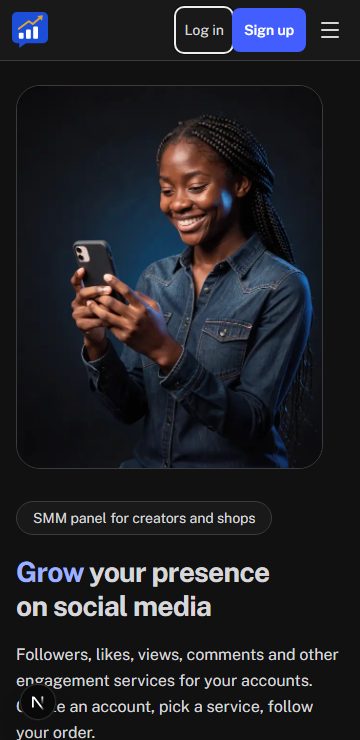 Log in
Sign up
SMM panel for creators and shops
Grow your presence
on social media
Followers, likes, views, comments and other
engagement services for your accounts.
an account, pick a service, follow
your order.
N